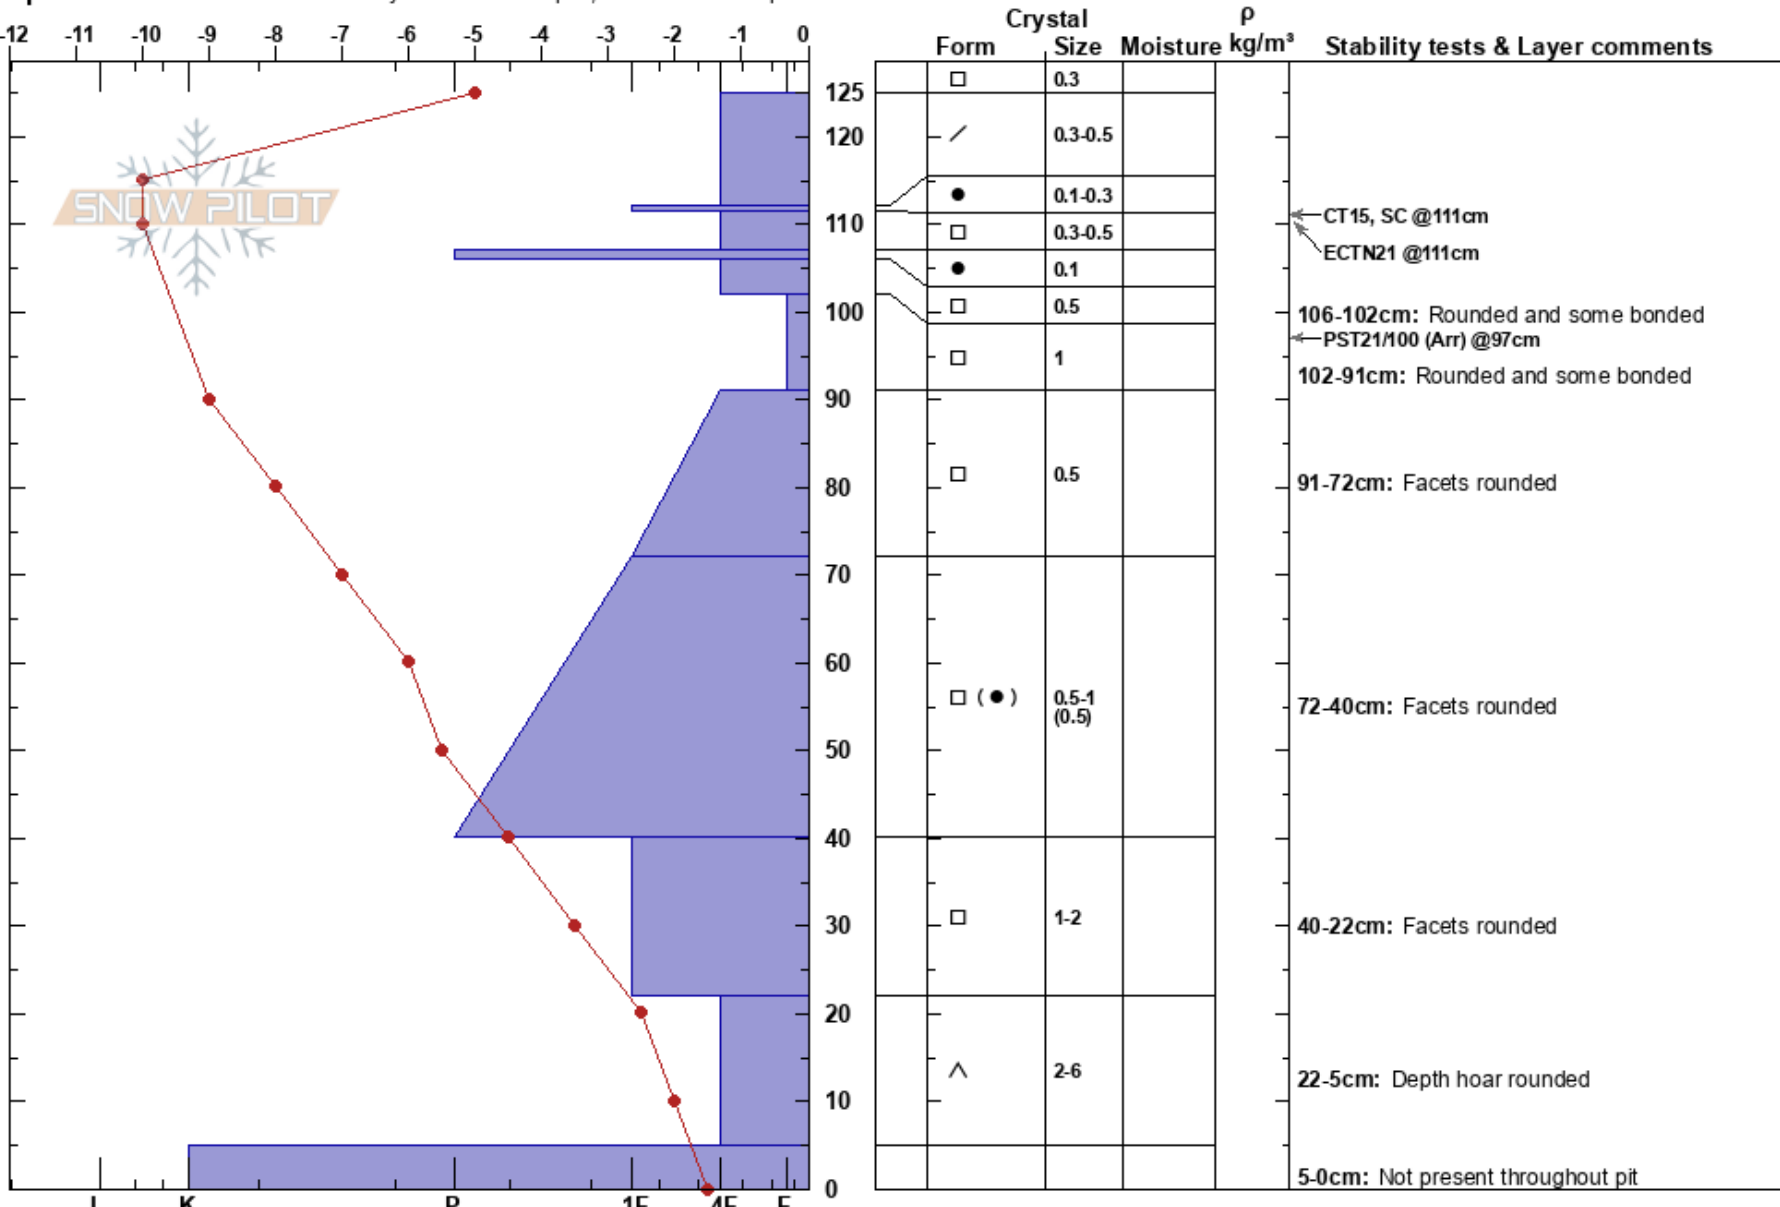 -12 -11 -10 -9 -8 -7 -6 -5 -4 -3 -2 -1 0
Crystal
Form Size Moisture
ρ
kg/m³
Stability tests & Layer comments
SNOW PILOT
125
120
110
100
90
80
70
60
50
40
30
20
10
0
0.3
0.3-0.5
0.1-0.3
0.3-0.5
0.1
0.5
1
0.5
( )
0.5-1
(0.5)
1-2
2-6
CT15, SC @111cm
ECTN21 @111cm
106-102cm: Rounded and some bonded
PST21/100 (Arr) @97cm
102-91cm: Rounded and some bonded
91-72cm: Facets rounded
72-40cm: Facets rounded
40-22cm: Facets rounded
22-5cm: Depth hoar rounded
5-0cm: Not present throughout pit
I K P 1F 4F F